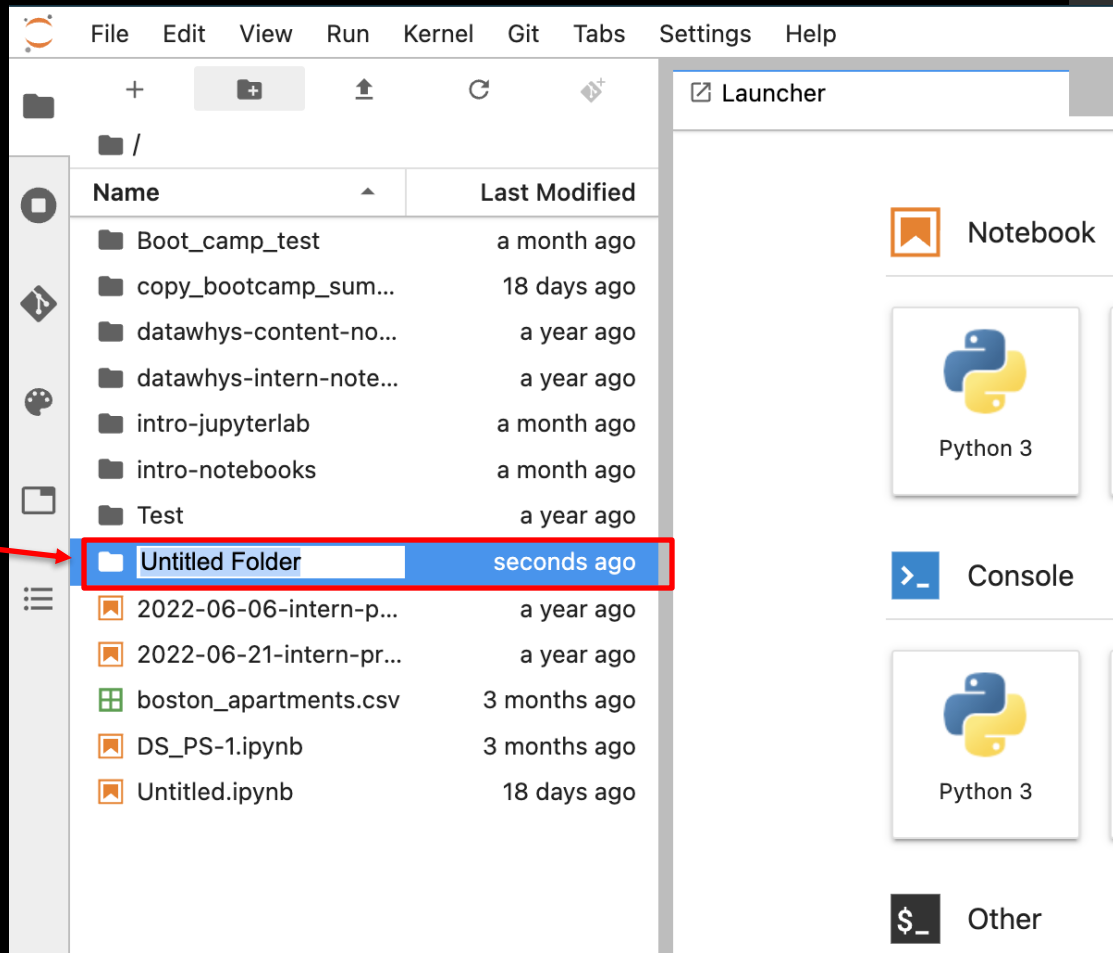 File Edit View Run Kernel Git Tabs Settings Help
Launcher
/
Name Last Modified
Boot_camp_test a month ago
copy_bootcamp_sum... 18 days ago
datawhys-content-no... a year ago
datawhys-intern-note... a year ago
intro-jupyterlab a month ago
intro-notebooks a month ago
Test a year ago
Untitled Folder seconds ago
2022-06-06-intern-p... a year ago
2022-06-21-intern-pr... a year ago
boston_apartments.csv 3 months ago
DS_PS-1.ipynb 3 months ago
Untitled.ipynb 18 days ago
Notebook
Python 3
Console
Python 3
$_ Other